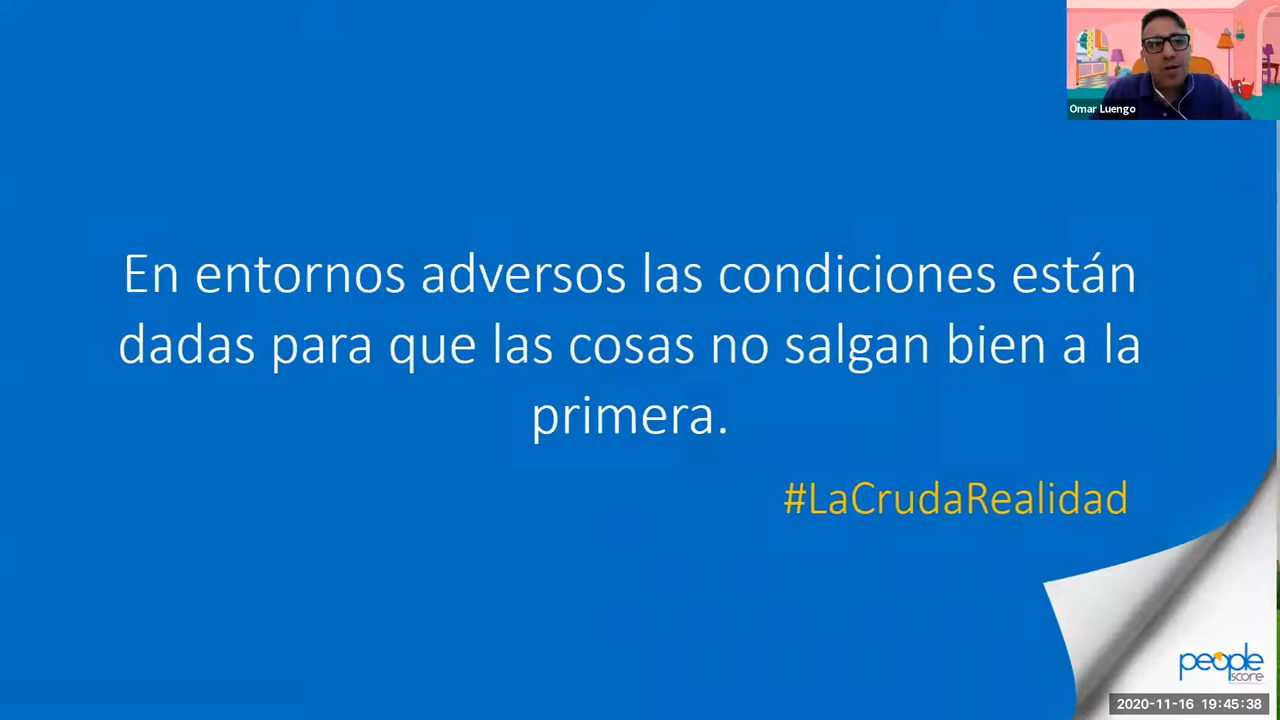 Omar Luengo
En entornos adversos las condiciones están
dadas para que las cosas no salgan bien a la
primera.
#LaCrudaRealidad
people
score
2020-11-16 19:45:38